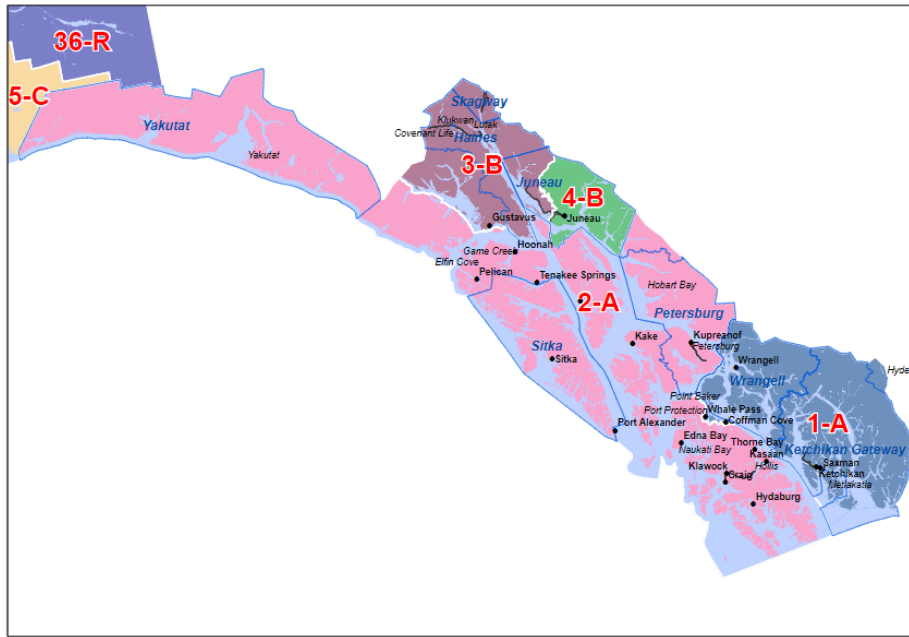 36-R
5-C
Yakutat
Yakutat
Skagway
Klukwan
Lutak
Covenant Life
Haines
3-B
Juneau
4-B
Juneau
Gustavus
Hoonah
Game Creek
Elfin Cove
Pelican
Tenakee Springs
Hobart Bay
2-A
Petersburg
Sitka
Kake
Kupreanof
Petersburg
Sitka
Wrangell
Hyde
Wrangell
Point Baker
Port Protection
Whale Pass
Coffman Cove
1-A
Port Alexander
Edna Bay
Naukati Bay
Thorne Bay
Ketchikan Gateway
Kasaan
Hollis
Klawock
Craig
Saxman
Ketchikan
Metlakatla
Hydaburg